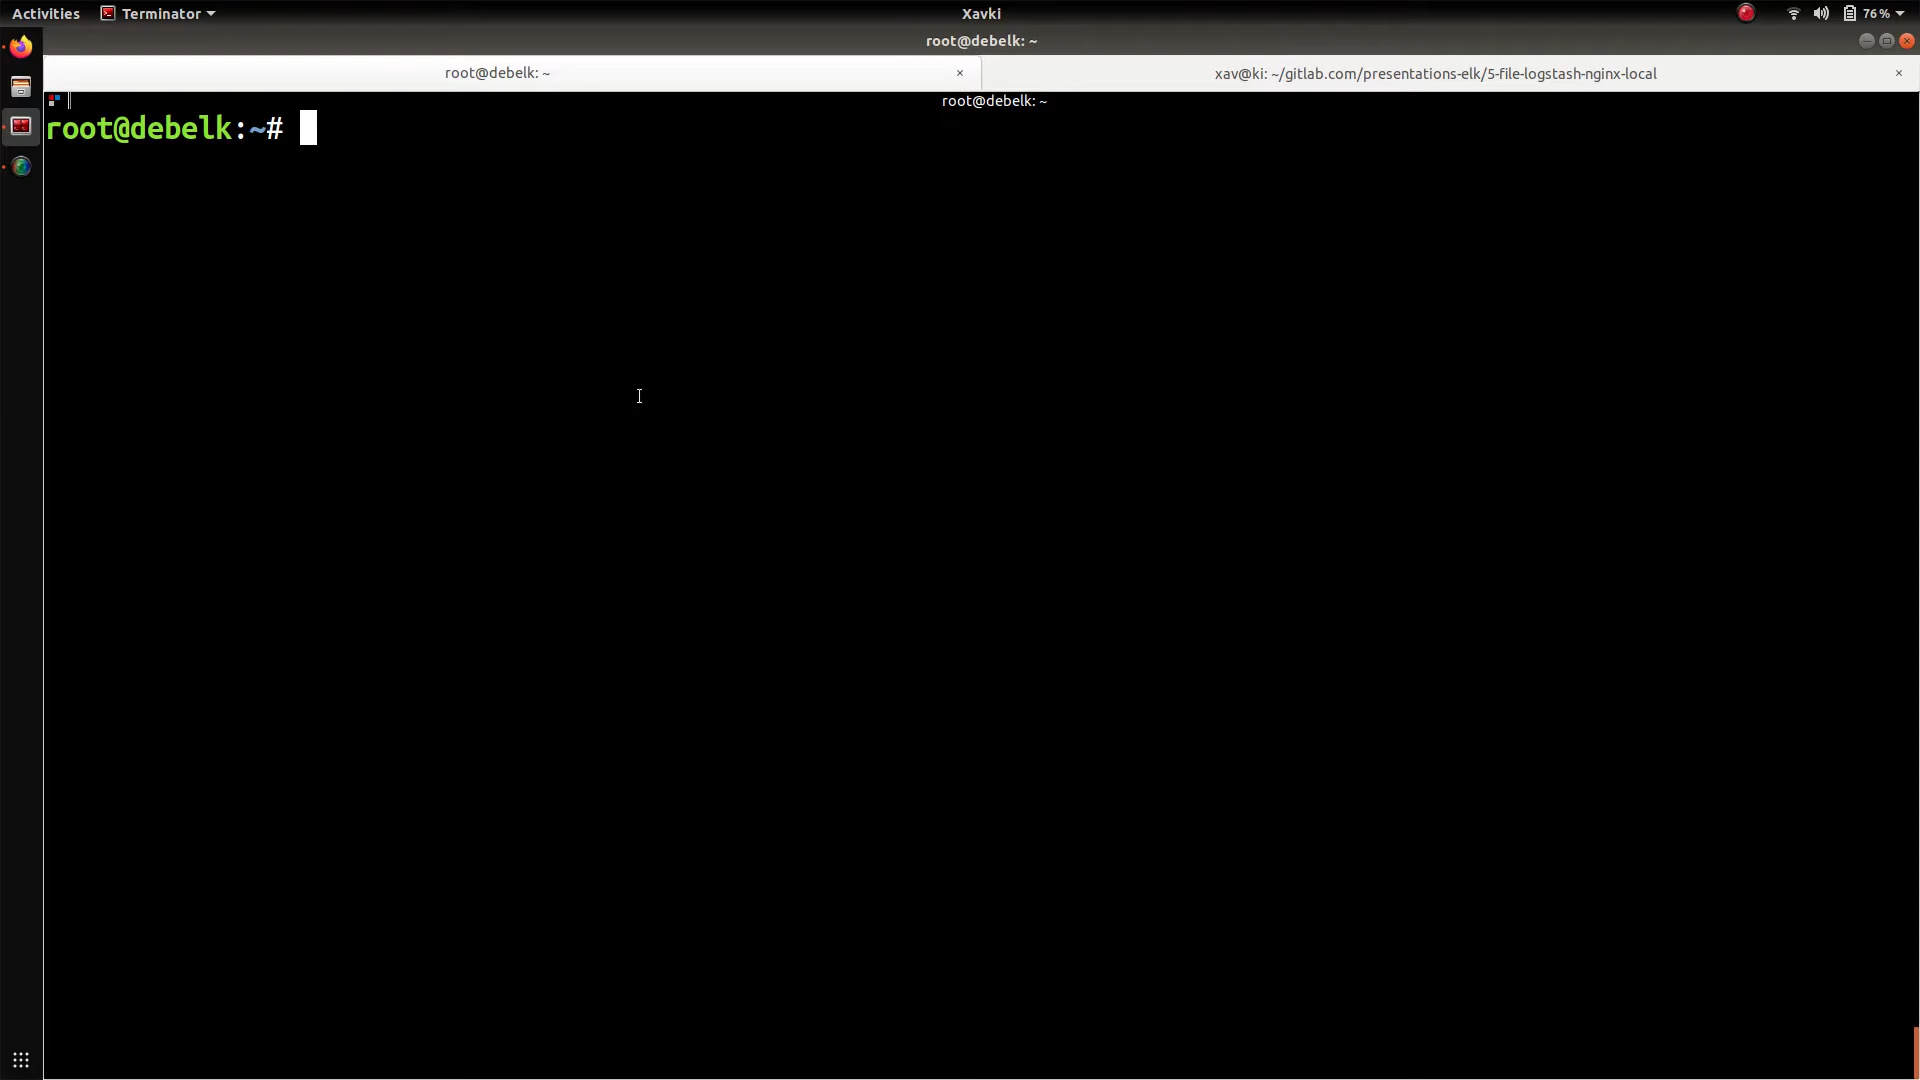 Activities Terminator Xavki 76%
root@debelk: ~
root@debelk: ~ × xav@ki: ~/gitlab.com/presentations-elk/5-file-logstash-nginx-local ×
root@debelk: ~
root@debelk:~#